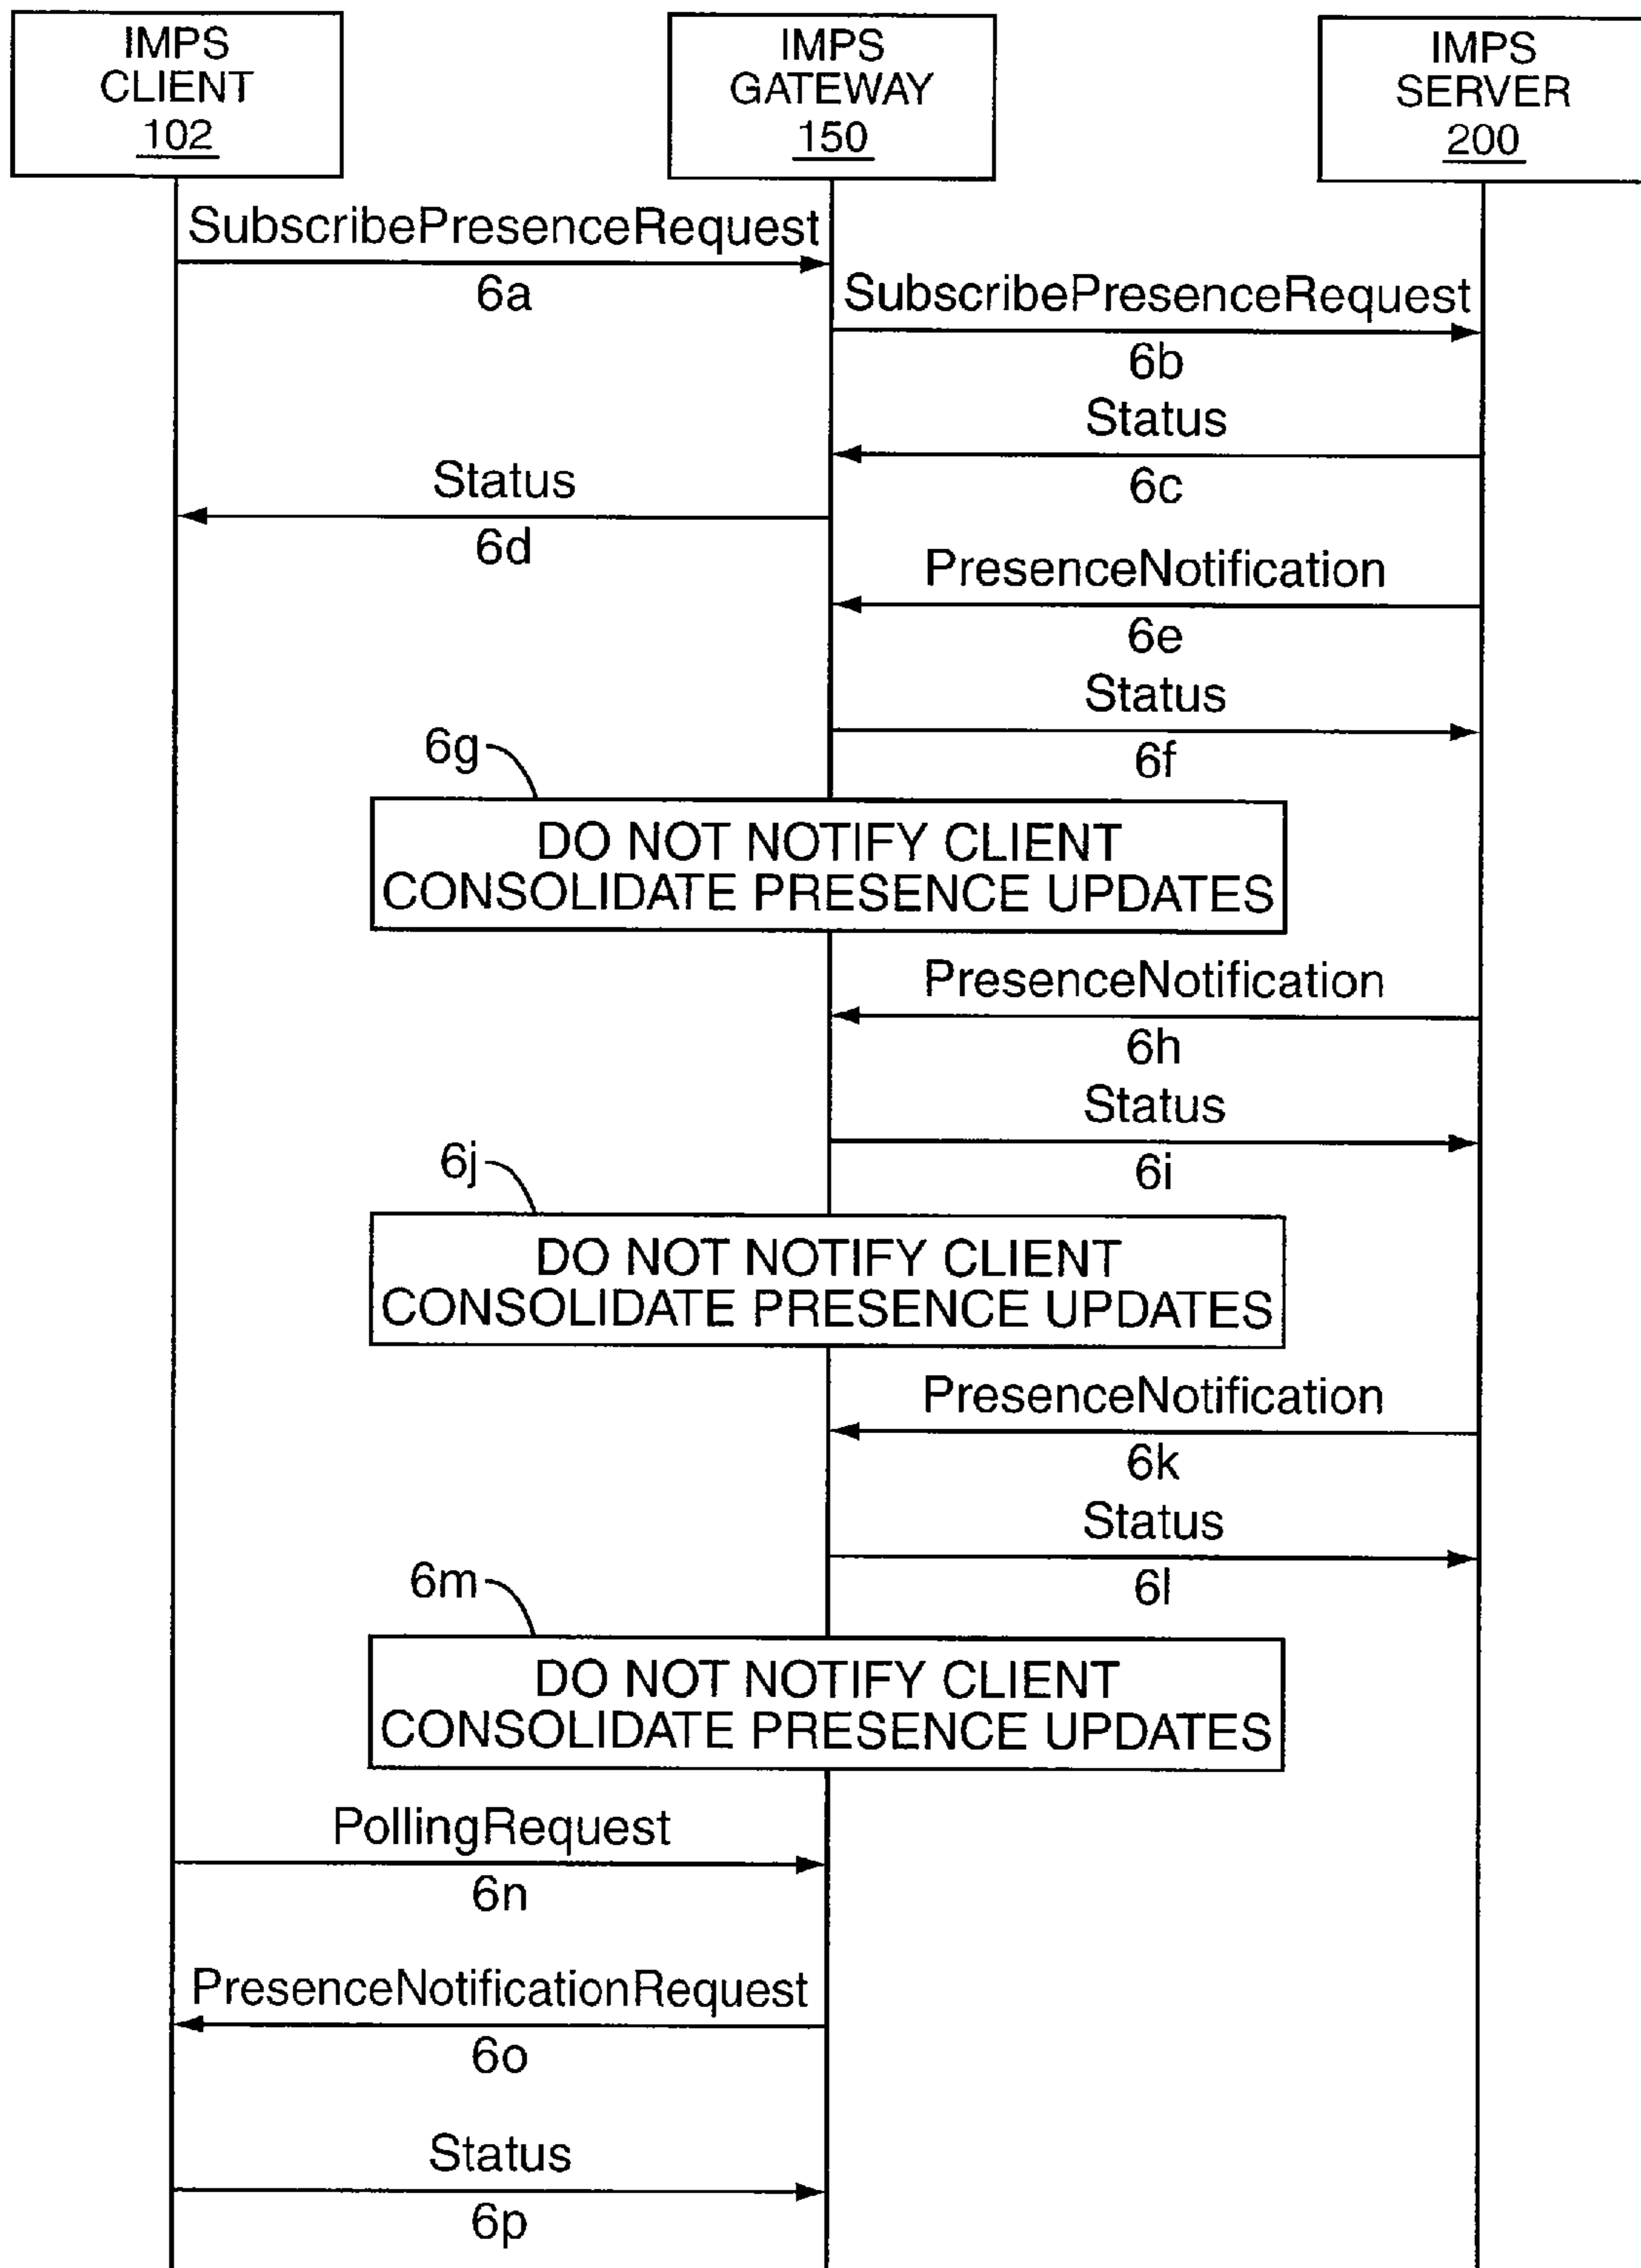 IMPS
CLIENT
102
IMPS
GATEWAY
150
IMPS
SERVER
200
SubscribePresenceRequest
6a
SubscribePresenceRequest
6b
Status
6c
Status
6d
PresenceNotification
6e
Status
6f
6g
DO NOT NOTIFY CLIENT
CONSOLIDATE PRESENCE UPDATES
PresenceNotification
6h
Status
6i
6j
DO NOT NOTIFY CLIENT
CONSOLIDATE PRESENCE UPDATES
PresenceNotification
6k
Status
6l
6m
DO NOT NOTIFY CLIENT
CONSOLIDATE PRESENCE UPDATES
PollingRequest
6n
PresenceNotificationRequest
6o
Status
6p